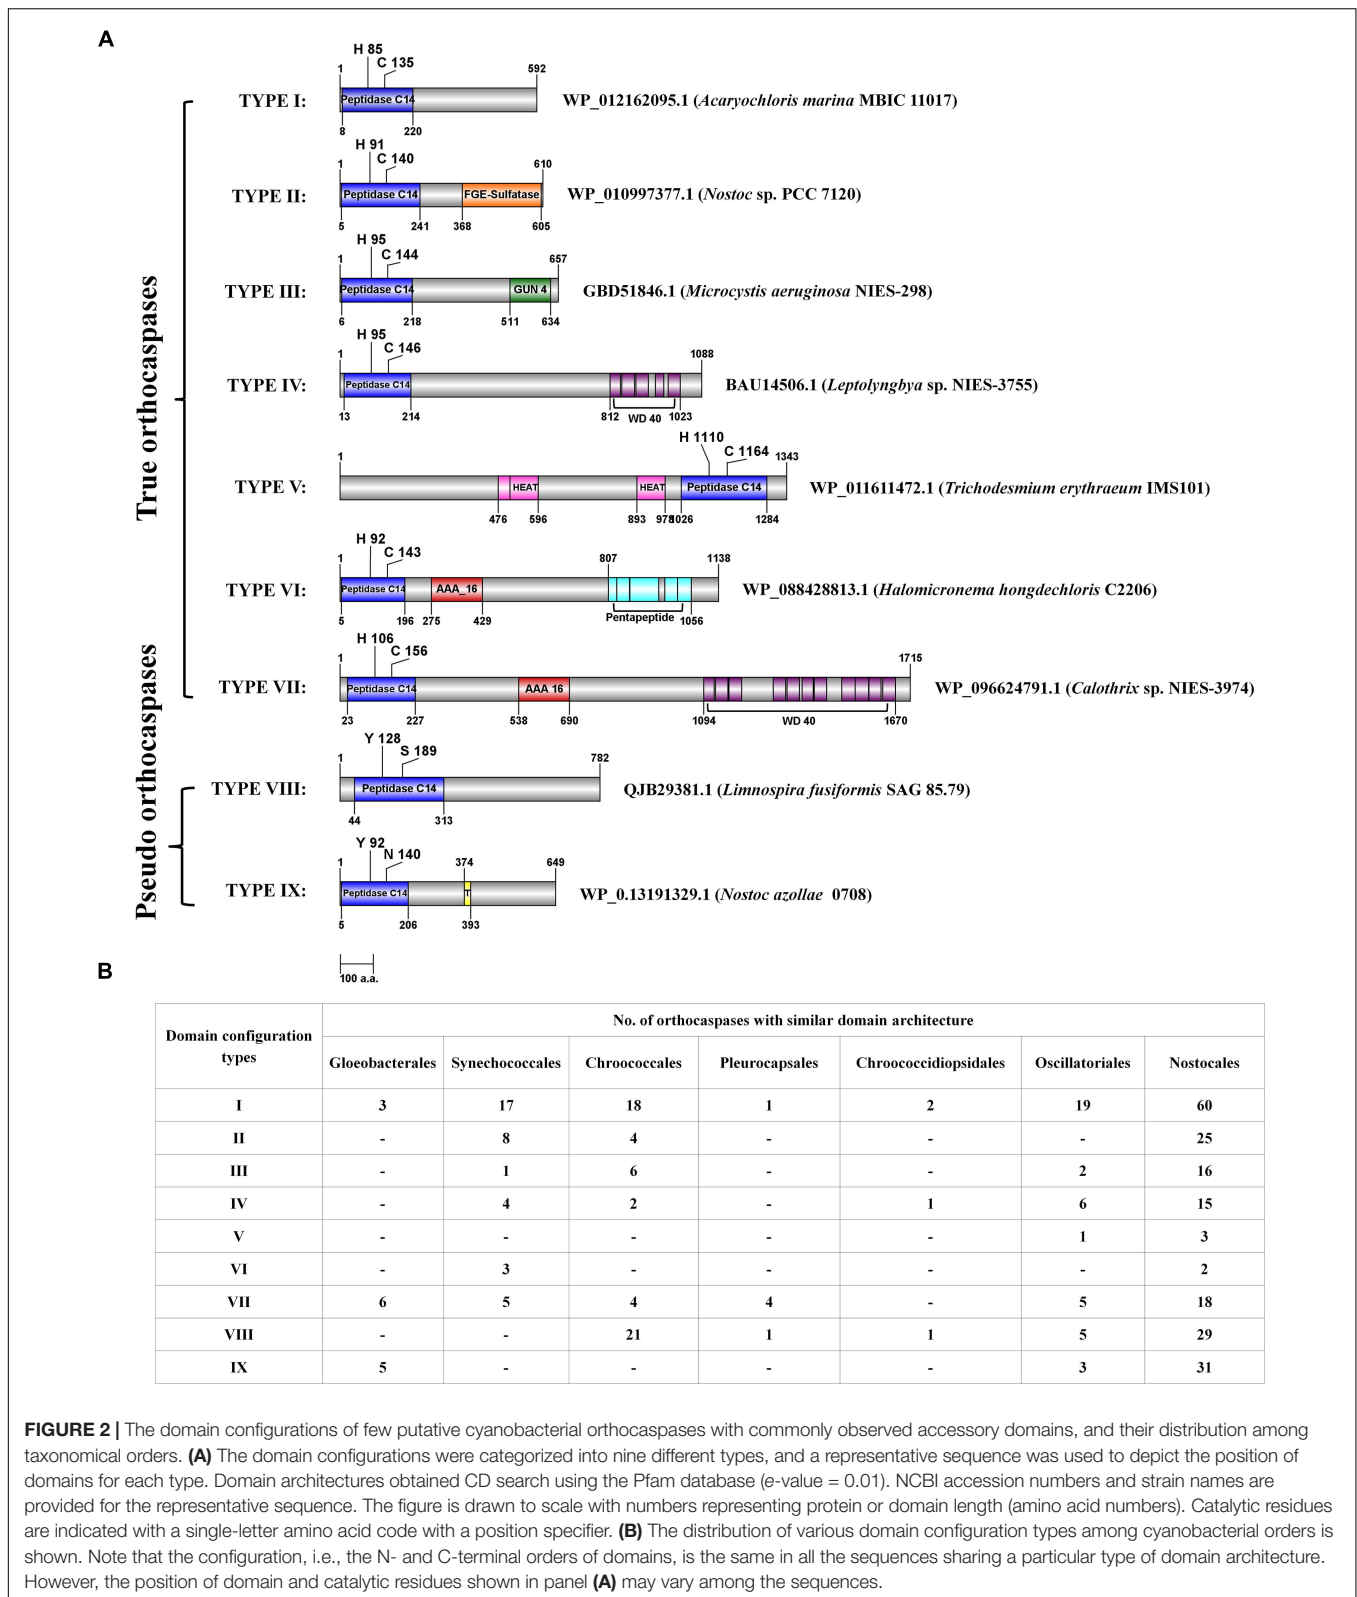 A
H 85
C 135
1
592
TYPE I:
Peptidase C14
WP_012162095.1 (Acaryochloris marina MBIC 11017)
8
220
H 91
C 140
1
610
TYPE II:
Peptidase C14
FGE-Sulfatase
WP_010997377.1 (Nostoc sp. PCC 7120)
5
241
368
605
H 95
C 144
1
657
TYPE III:
Peptidase C14
GUN 4
GBD51846.1 (Microcystis aeruginosa NIES-298)
6
218
511
634
H 95
C 146
1
1088
TYPE IV:
Peptidase C14
BAU14506.1 (Leptolyngbya sp. NIES-3755)
13
214
812
WD 40
1023
True orthocaspases
H 1110
C 1164
1
1343
TYPE V:
HEAT
HEAT
Peptidase C14
WP_011611472.1 (Trichodesmium erythraeum IMS101)
476
596
893
978
1026
1284
H 92
C 143
1
807
1138
TYPE VI:
Peptidase C14
AAA_16
WP_088428813.1 (Halomicronema hongdechloris C2206)
5
196
275
429
Pentapeptide
1056
H 106
C 156
1
1715
TYPE VII:
Peptidase C14
AAA 16
WP_096624791.1 (Calothrix sp. NIES-3974)
23
227
538
690
1094
WD 40
1670
Pseudo orthocaspases
Y 128
S 189
1
782
TYPE VIII:
Peptidase C14
QJB29381.1 (Limnospira fusiformis SAG 85.79)
44
313
Y 92
N 140
1
374
649
TYPE IX:
Peptidase C14
T
WP_0.13191329.1 (Nostoc azollae 0708)
5
206
393
100 a.a.
B
Domain configuration types
No. of orthocaspases with similar domain architecture
Gloeobacterales Synechococcales Chroococcales Pleurocapsales Chroococcidiopsidales Oscillatoriales Nostocales
I 3 17 18 1 2 19 60
II - 8 4 - - - 25
III - 1 6 - - 2 16
IV - 4 2 - 1 6 15
V - - - - - 1 3
VI - 3 - - - - 2
VII 6 5 4 4 - 5 18
VIII - - 21 1 1 5 29
IX 5 - - - - 3 31
FIGURE 2 | The domain configurations of few putative cyanobacterial orthocaspases with commonly observed accessory domains, and their distribution among
taxonomical orders. (A) The domain configurations were categorized into nine different types, and a representative sequence was used to depict the position of
domains for each type. Domain architectures obtained CD search using the Pfam database (e-value = 0.01). NCBI accession numbers and strain names are
provided for the representative sequence. The figure is drawn to scale with numbers representing protein or domain length (amino acid numbers). Catalytic residues
are indicated with a single-letter amino acid code with a position specifier. (B) The distribution of various domain configuration types among cyanobacterial orders is
shown. Note that the configuration, i.e., the N- and C-terminal orders of domains, is the same in all the sequences sharing a particular type of domain architecture.
However, the position of domain and catalytic residues shown in panel (A) may vary among the sequences.